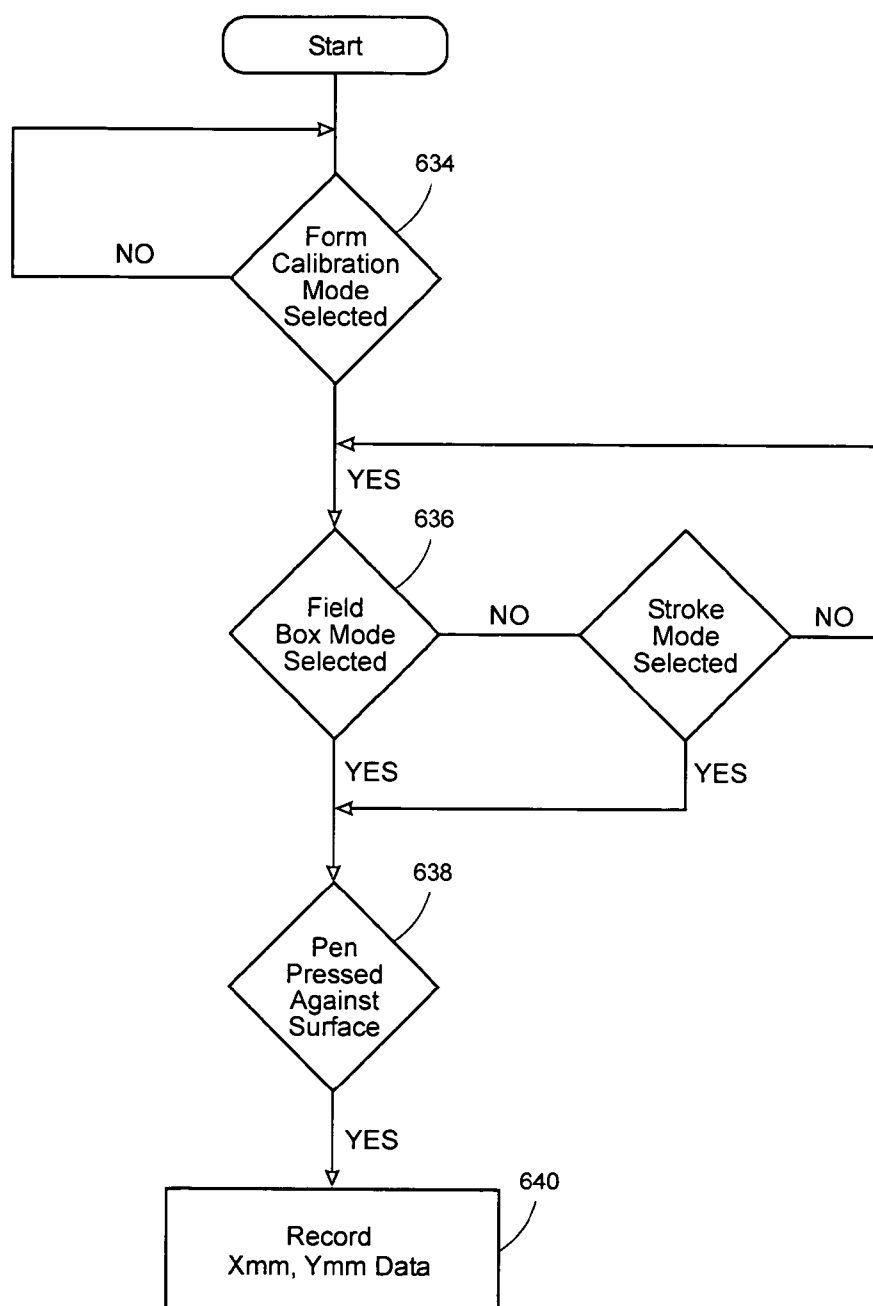 Start
634
Form
Calibration
Mode
Selected
NO
YES
636
Field
Box Mode
Selected
NO
Stroke
Mode
Selected
NO
YES
YES
638
Pen
Pressed
Against
Surface
YES
640
Record
Xmm, Ymm Data